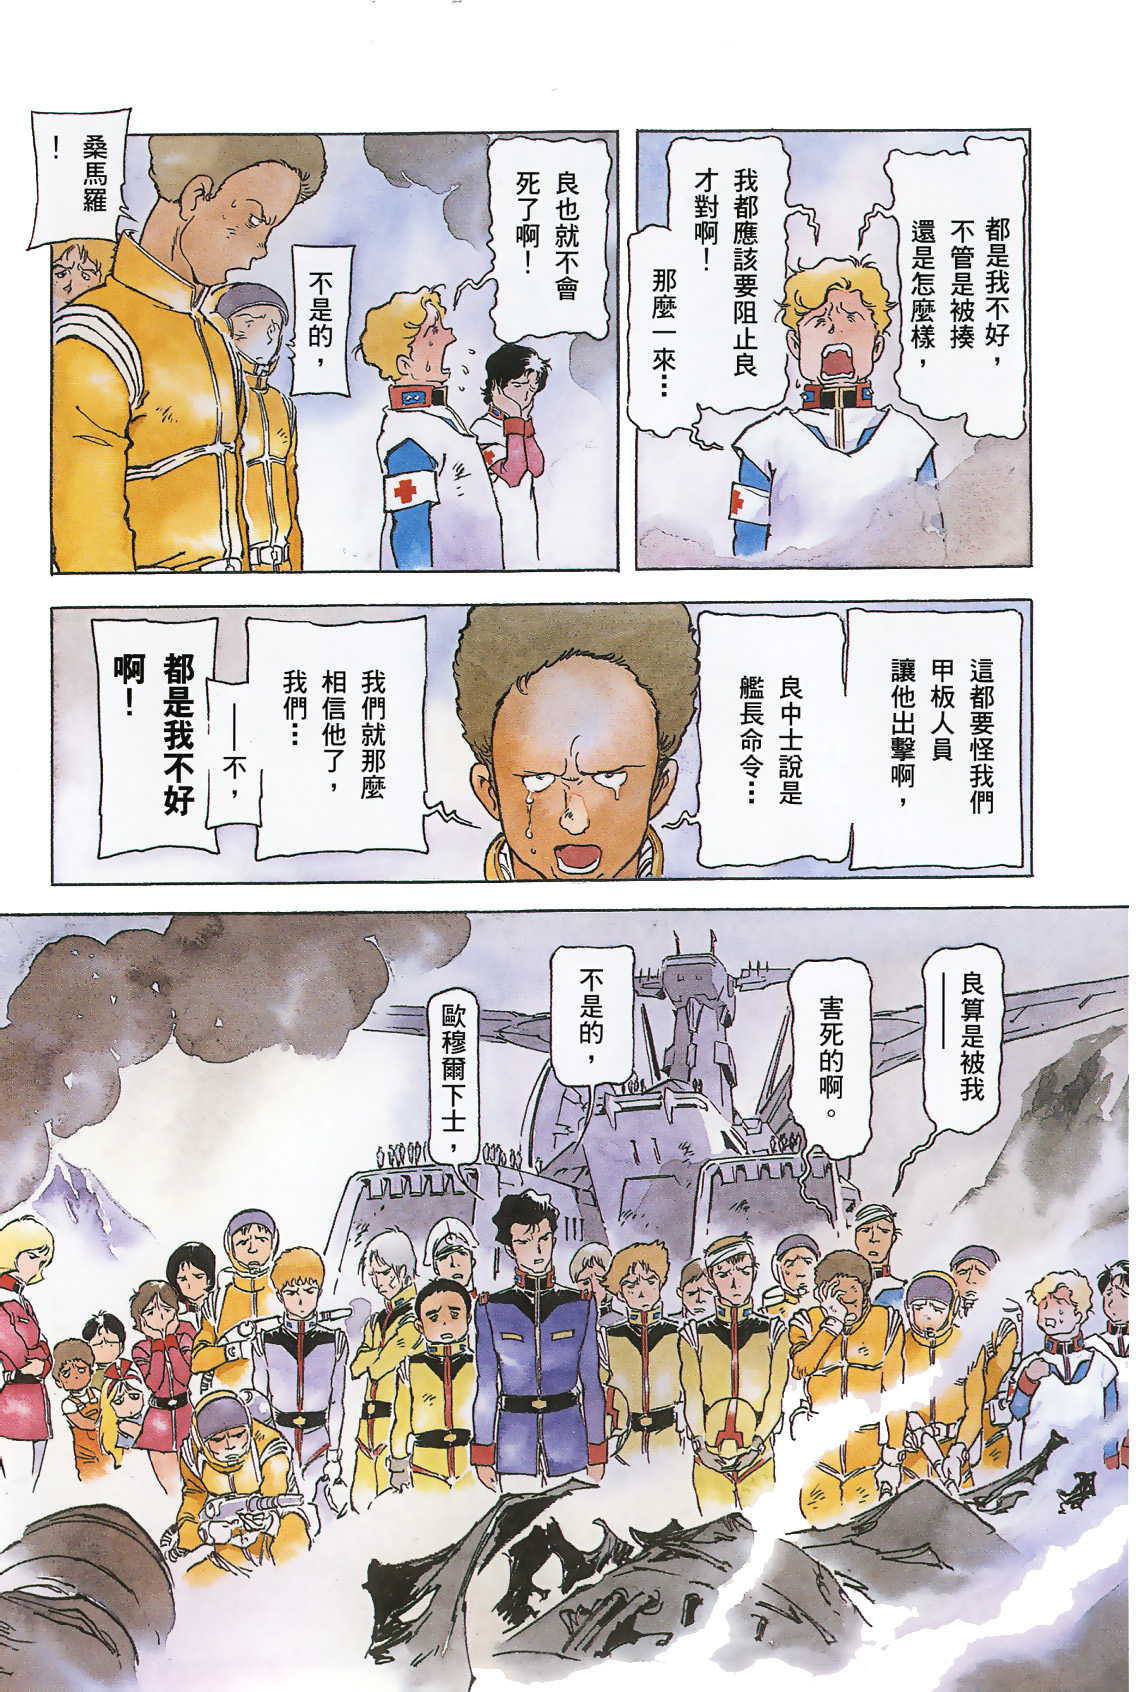 都是我不好，
不管是被揍
還是怎麼樣，
我都應該要阻止良
才對啊！
那麼一來…
良也就不會
死了啊！
不是的，
桑馬羅
！
這都要怪我們
甲板人員
讓他出擊啊，
良中士說是
艦長命令…
我們就那麼
相信他了，
我們…
——不，
都是我不好
啊！
良算是被我
——
害死的啊。
不是的，
歐穆爾下士，